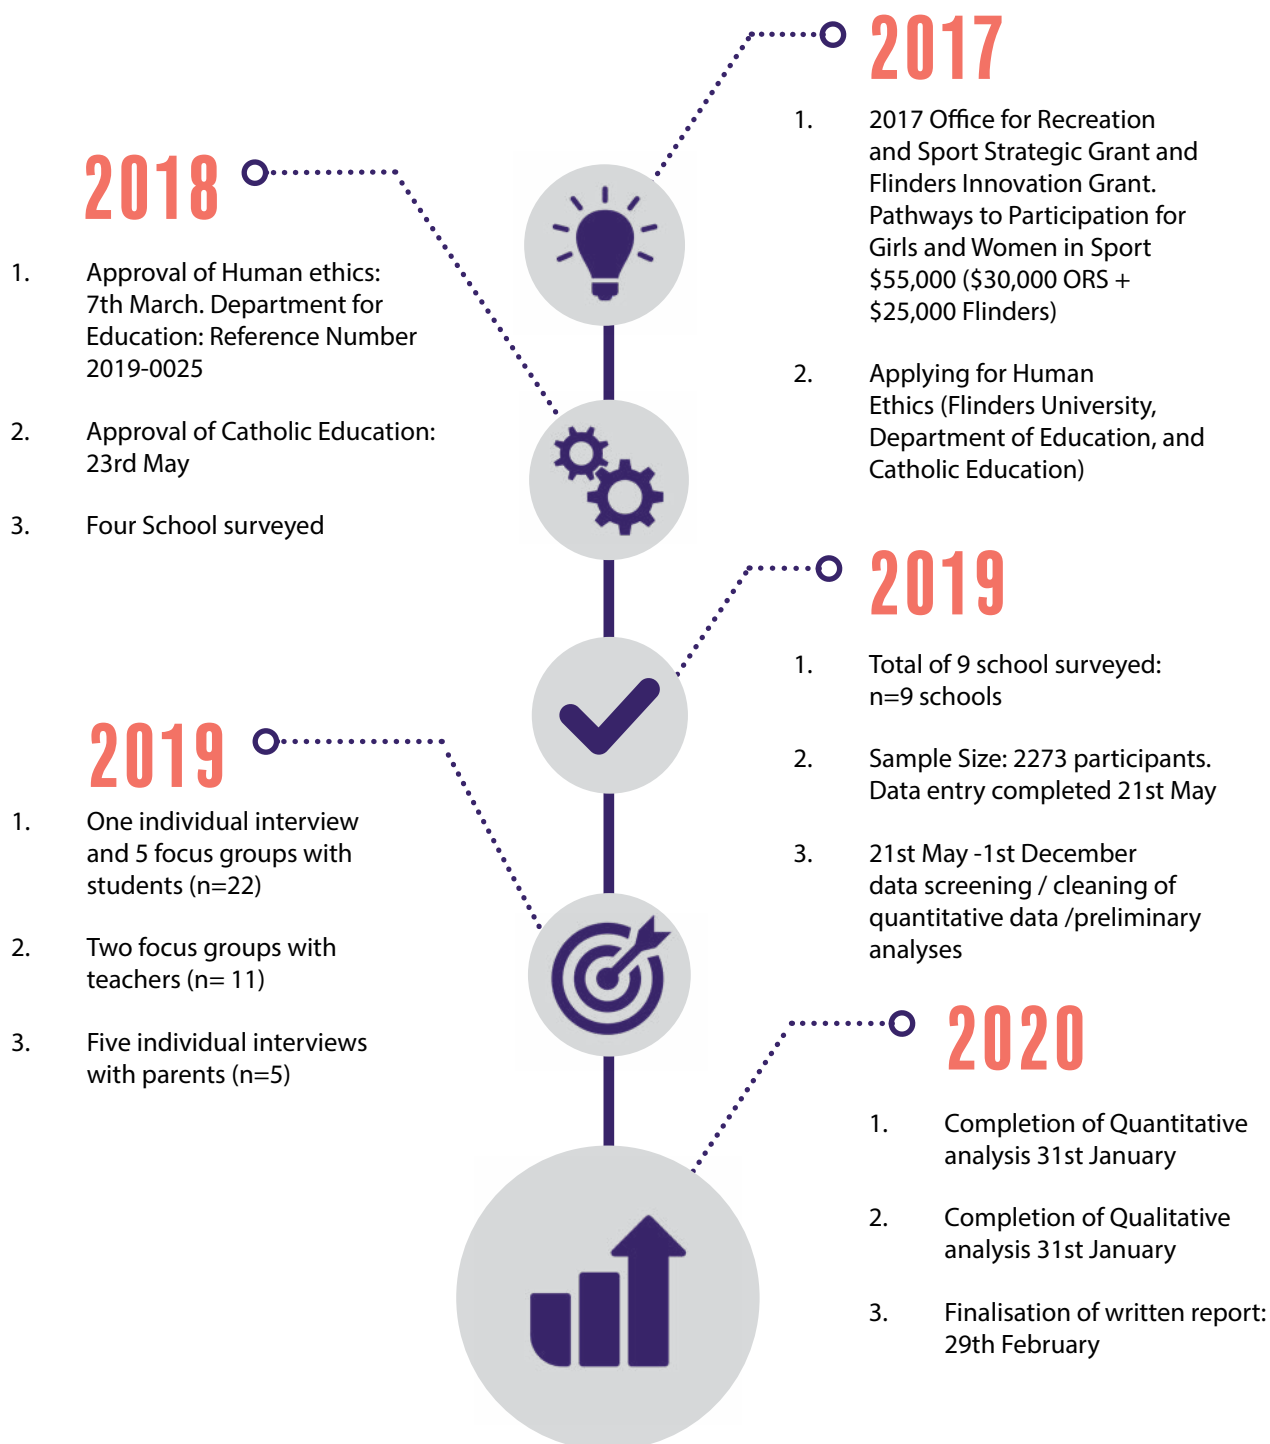 2017
1. 2017 Office for Recreation
and Sport Strategic Grant and
Flinders Innovation Grant.
Pathways to Participation for
Girls and Women in Sport
$55,000 ($30,000 ORS +
$25,000 Flinders)
2. Applying for Human
Ethics (Flinders University,
Department of Education, and
Catholic Education)
2018
1. Approval of Human ethics:
7th March. Department for
Education: Reference Number
2019-0025
2. Approval of Catholic Education:
23rd May
3. Four School surveyed
2019
1. Total of 9 school surveyed:
n=9 schools
2. Sample Size: 2273 participants.
Data entry completed 21st May
3. 21st May -1st December
data screening / cleaning of
quantitative data /preliminary
analyses
2019
1. One individual interview
and 5 focus groups with
students (n=22)
2. Two focus groups with
teachers (n= 11)
3. Five individual interviews
with parents (n=5)
2020
1. Completion of Quantitative
analysis 31st January
2. Completion of Qualitative
analysis 31st January
3. Finalisation of written report:
29th February